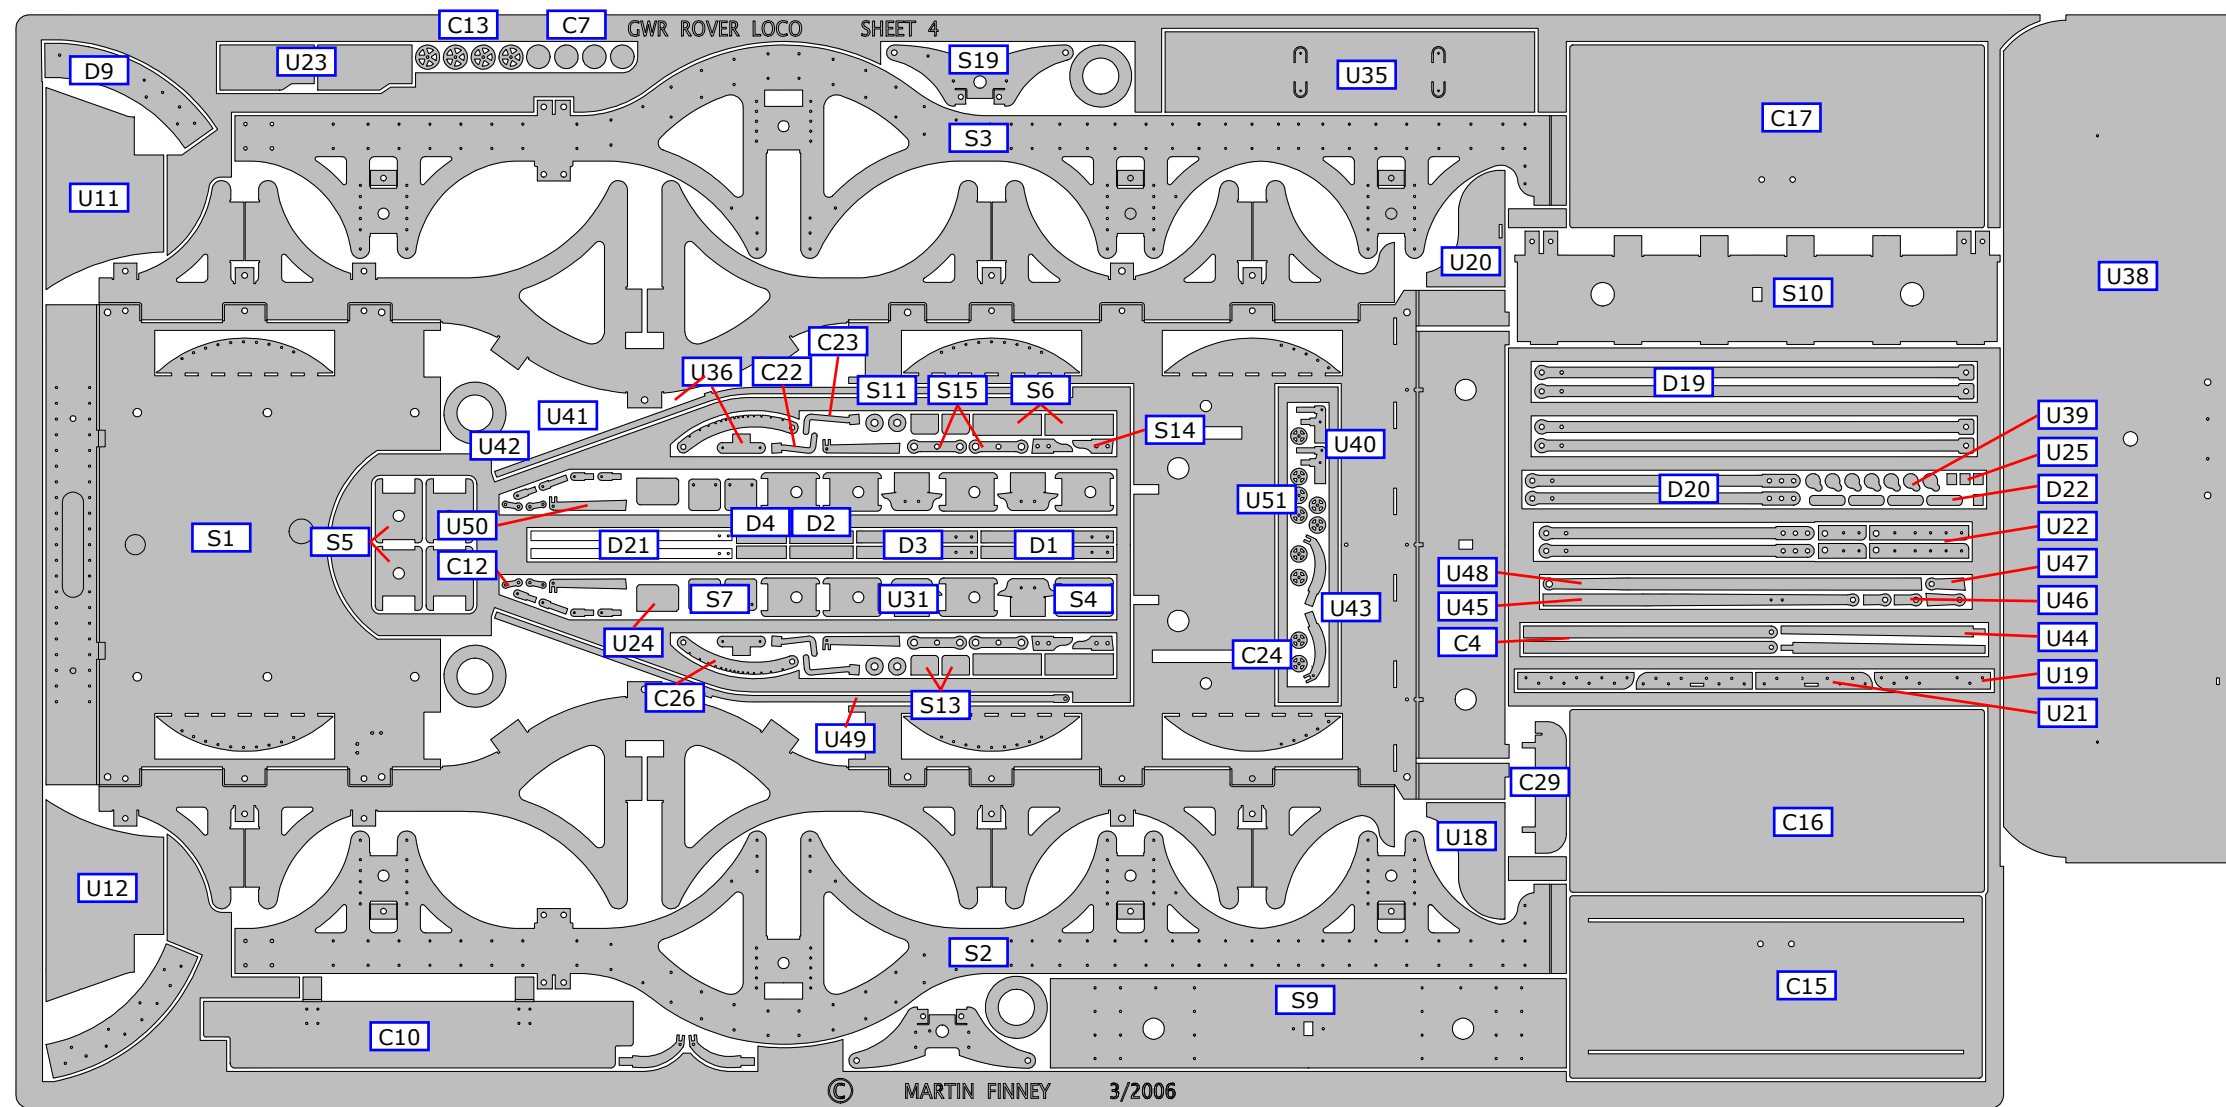 C13 C7 GWR ROVER LOCO SHEET 4
D9 U23 S19 U35
C17
S3
U11
U20 U38
S10
C23
U36 C22
S11 S15 S6 D19
U41 U39
S14
U42 U40 U25
D20 D22
U51
U50 D4 D2 U22
S1 S5 D21 D3 D1
C12 U48 U47
S7 U31 S4 U45 U43 U46
U24 C4 U44
C24
C26 U19
S13 U21
U49
C29
C16
U18
U12
S2
C15
S9
C10
© MARTIN FINNEY 3/2006